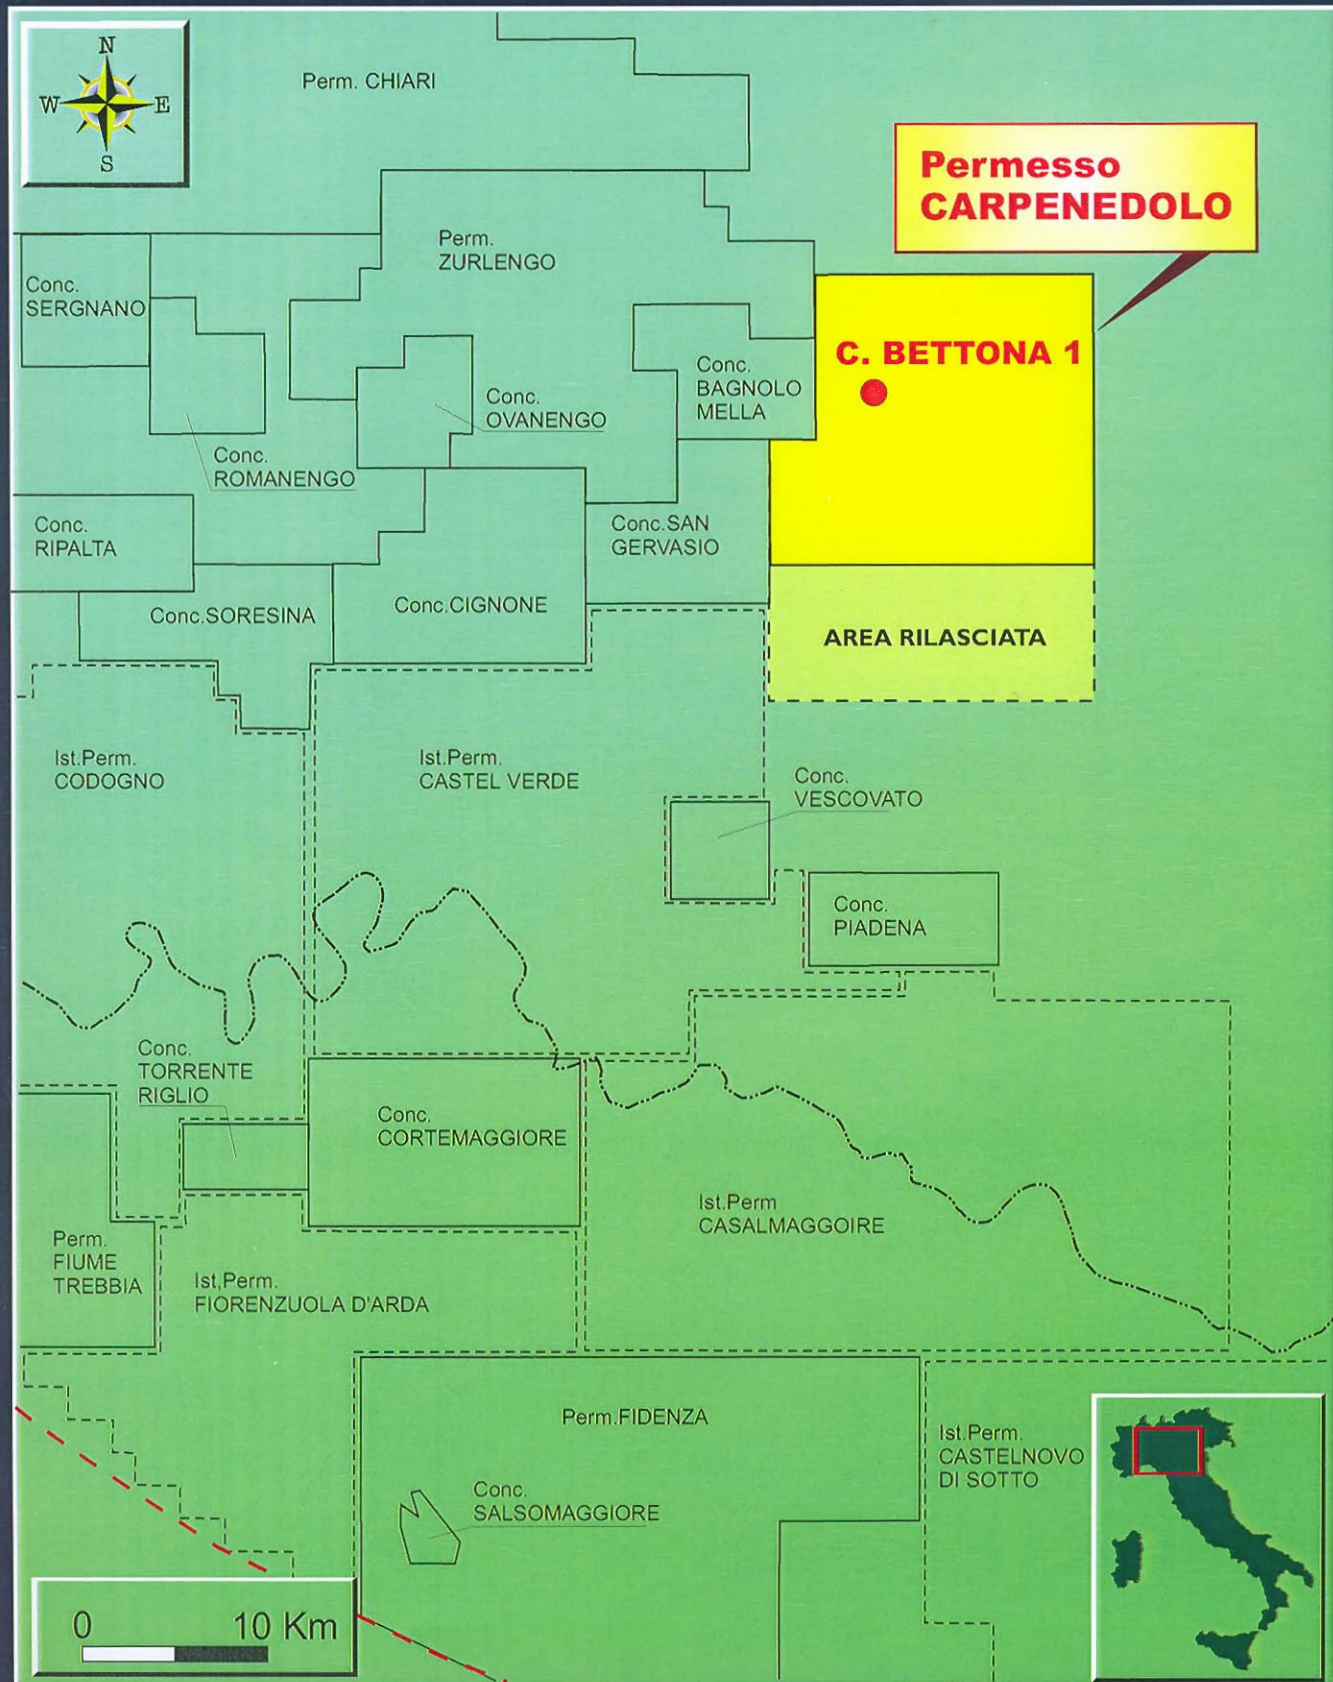 N
W
E
S
Perm. CHIARI
Permesso
CARPENEDOLO
Perm.
ZURLENGO
Conc.
SERGNANO
C. BETTONA 1
Conc.
BAGNOLO
MELLA
Conc.
OVANENGO
Conc.
ROMANENGO
Conc.
RIPALTA
Conc.SAN
GERVASIO
Conc.SORESINA
Conc.CIGNONE
AREA RILASCIATA
Ist.Perm.
CODOGNO
Ist.Perm.
CASTEL VERDE
Conc.
VESCOVATO
Conc.
PIADENA
Conc.
TORRENTE
RIGLIO
Conc.
CORTEMAGGIORE
Ist.Perm
CASALMAGGOIRE
Perm.
FIUME
TREBBIA
Ist,Perm.
FIORENZUOLA D'ARDA
Perm.FIDENZA
Ist.Perm.
CASTELNOVO
DI SOTTO
Conc.
SALSOMAGGIORE
0
10 Km